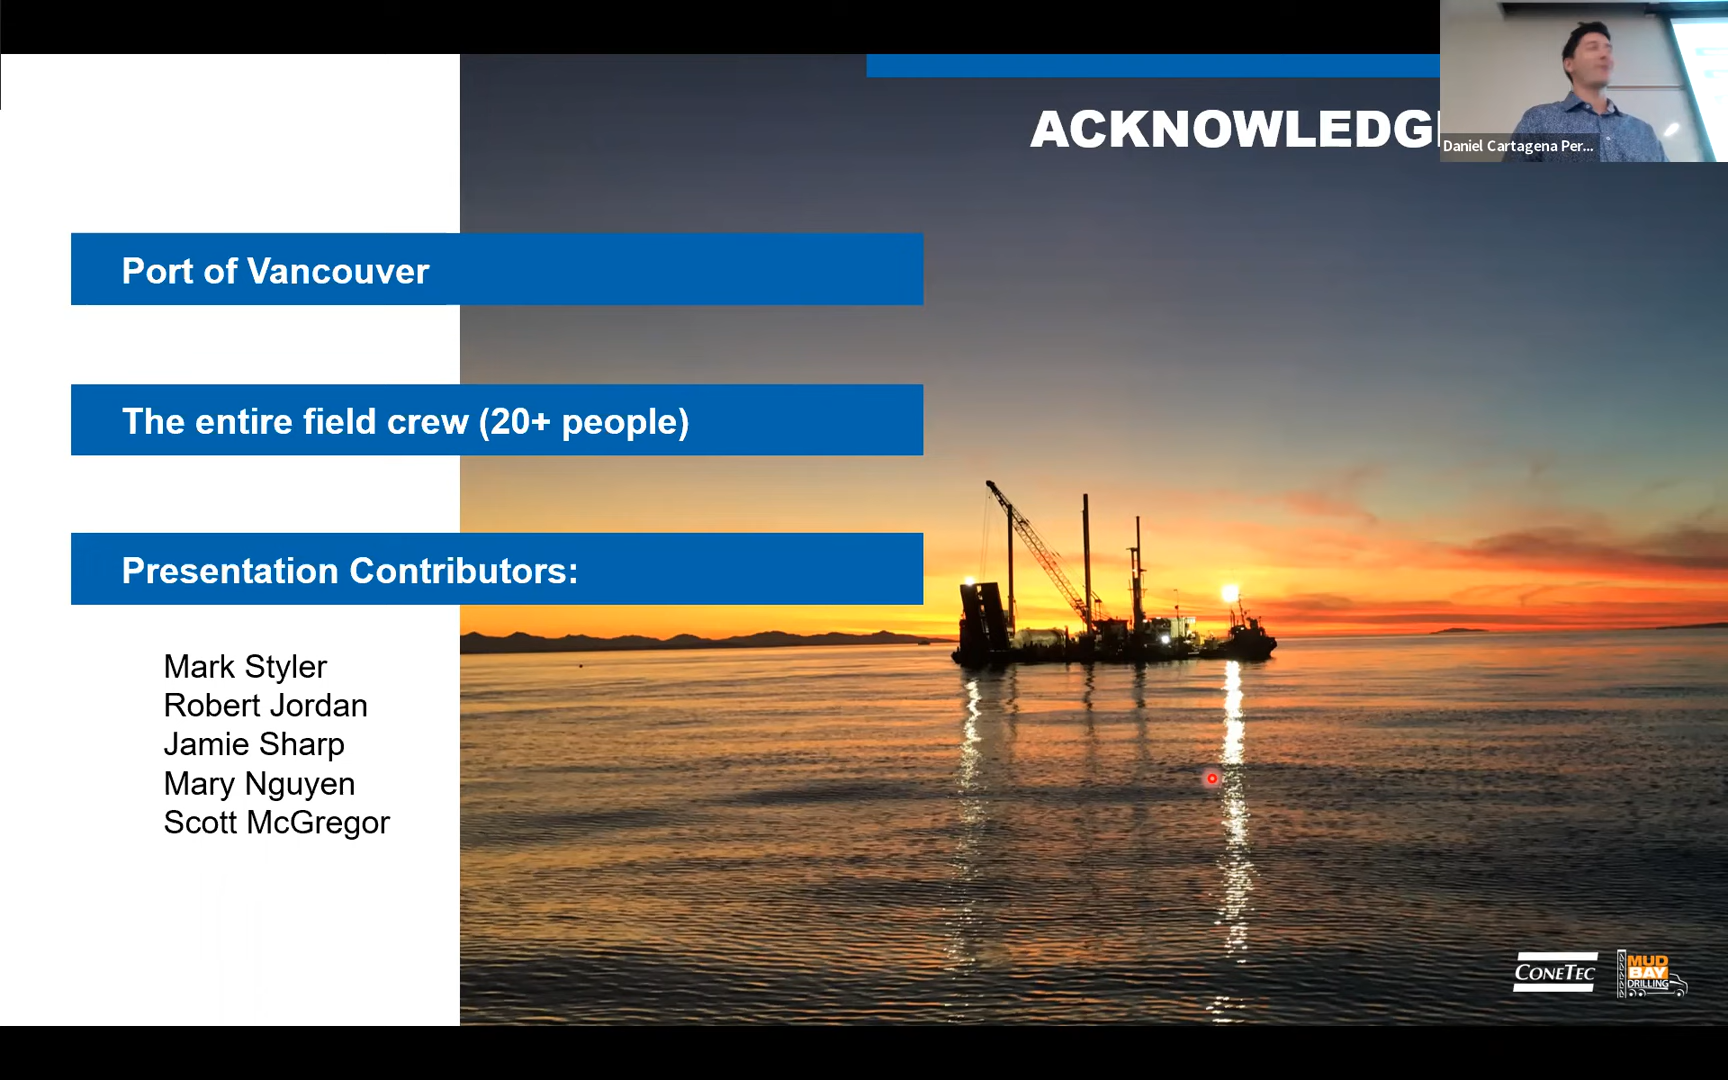 ACKNOWLEDG
Daniel Cartagena Per...
Port of Vancouver
The entire field crew (20+ people)
Presentation Contributors:
Mark Styler
Robert Jordan
Jamie Sharp
Mary Nguyen
Scott McGregor
CONETEC
MUD
BAY
DRILLING